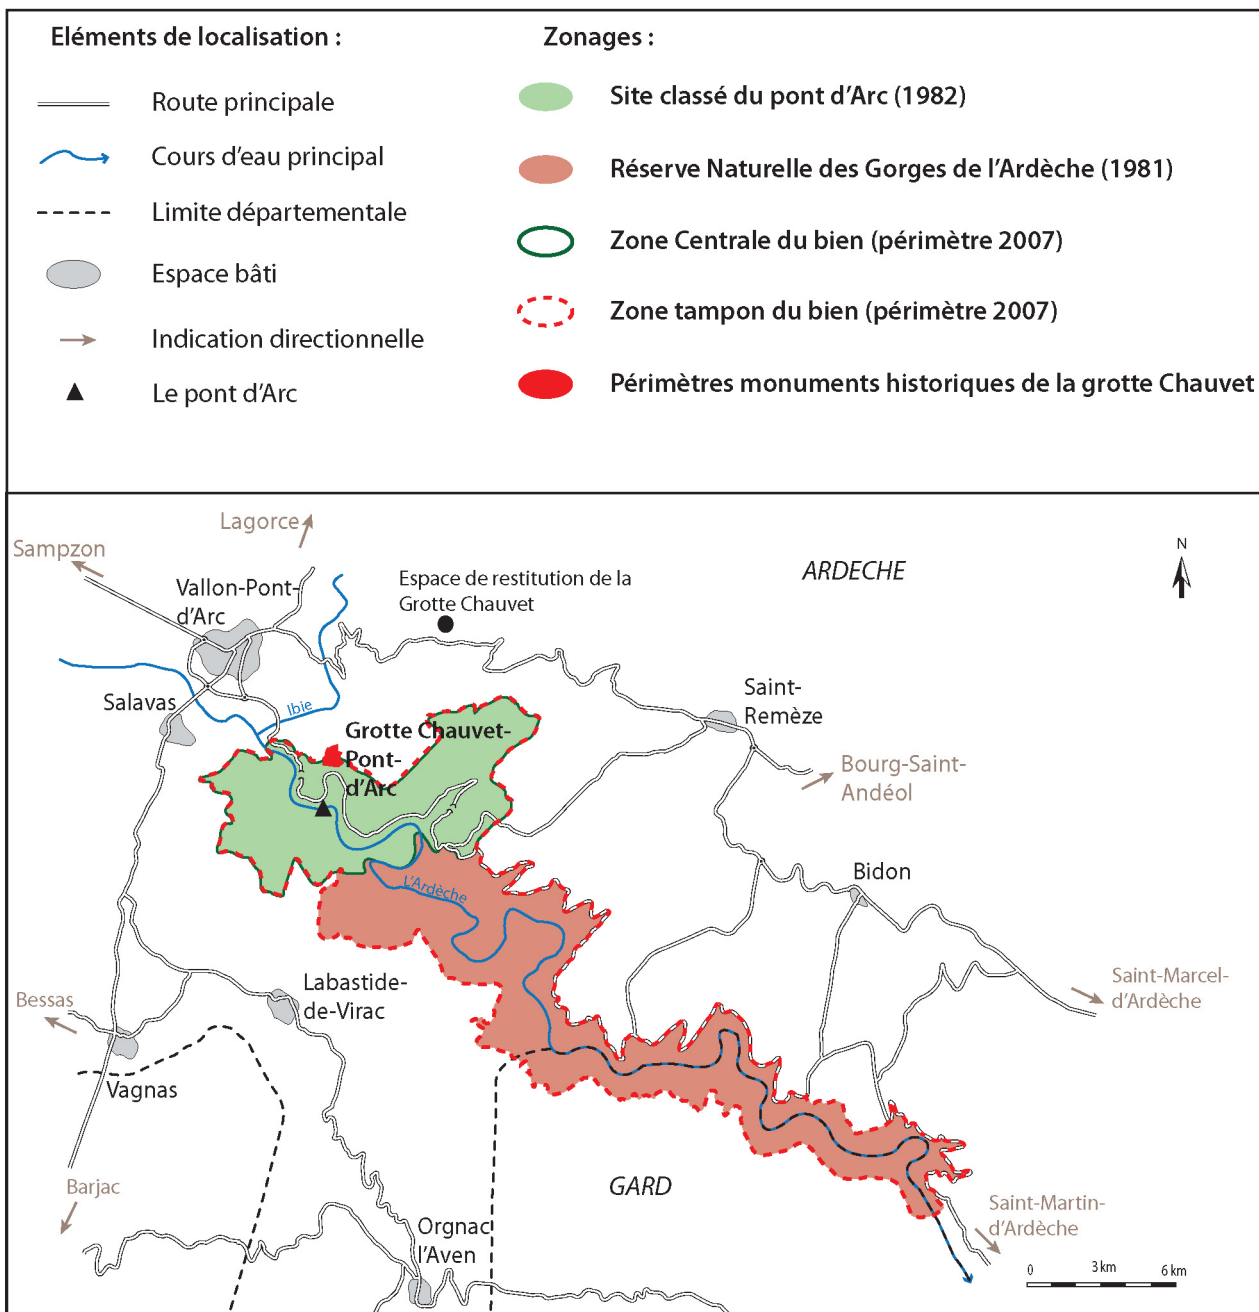 Eléments de localisation :
Route principale
Cours d'eau principal
Limite départementale
Espace bâti
Indication directionnelle
Le pont d'Arc
Zonages :
Site classé du pont d'Arc (1982)
Réserve Naturelle des Gorges de l'Ardèche (1981)
Zone Centrale du bien (périmètre 2007)
Zone tampon du bien (périmètre 2007)
Périmètres monuments historiques de la grotte Chauvet
Lagorce
Sampzon
Vallon-Pont-
d'Arc
Espace de restitution de la
Grotte Chauvet
ARDECHE
N
Salavas
Ibie
Grotte Chauvet-
Pont-
d'Arc
Saint-
Remèze
Bourg-Saint-
Andéol
L'Ardèche
Bidon
Labastide-
de-Virac
Saint-Marcel-
d'Ardèche
Bessas
Vagnas
Barjac
GARD
Orgnac
l'Aven
Saint-Martin-
d'Ardèche
0 3 km 6 km